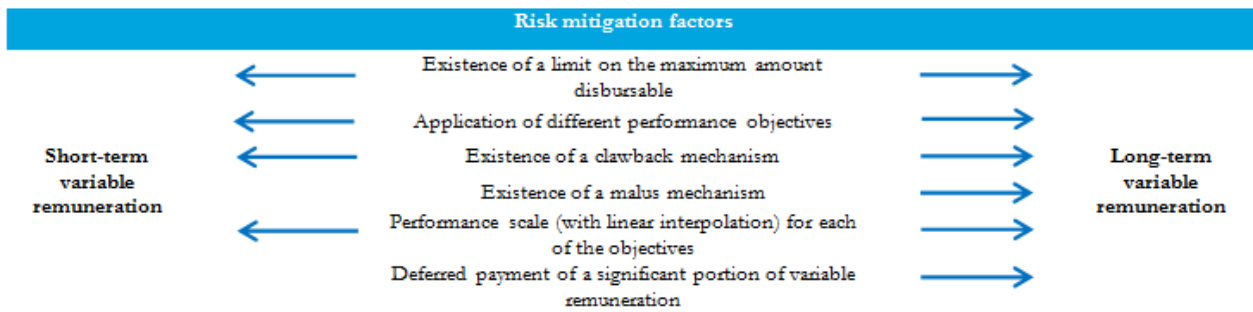 Risk mitigation factors
Existence of a limit on the maximum amount
disbursable
Application of different performance objectives
Short-term
variable
remuneration
Existence of a clawback mechanism
Existence of a malus mechanism
Performance scale (with linear interpolation) for each
of the objectives
Deferred payment of a significant portion of variable
remuneration
Long-term
variable
remuneration